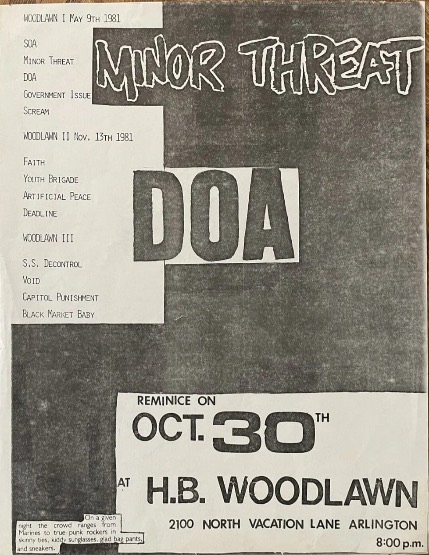 WOODLAWN I MAY 9TH 1981
SOA
MINOR THREAT
DOA
GOVERNMENT ISSUE
SCREAM
WOODLAWN II NOV. 13TH 1981
FAITH
YOUTH BRIGADE
ARTIFICIAL PEACE
DEADLINE
WOODLAWN III
S.S. DECONTROL
VOID
CAPITOL PUNISHMENT
BLACK MARKET BABY
MINOR THREAT
DOA
REMINICE ON
OCT. 30TH
AT H.B. WOODLAWN
2100 NORTH VACATION LANE ARLINGTON
8:00 p.m.
On a given
night the crowd ranges from
Marines to true punk rockers in
skinny ties, kiddy sunglasses, glad bag pants,
and sneakers.